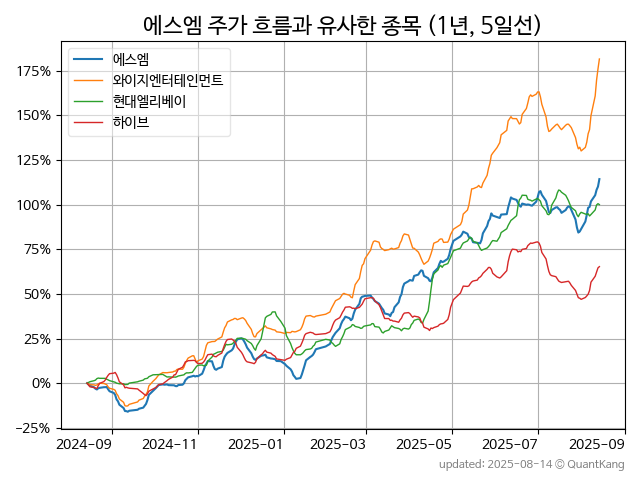 에스엠 주가 흐름과 유사한 종목 (1년, 5일선)
에스엠
와이지엔터테인먼트
현대엘리베이
하이브
175%
150%
125%
100%
75%
50%
25%
0%
−25%
2024-09 2024-11 2025-01 2025-03 2025-05 2025-07 2025-09
updated: 2025-08-14 © QuantKang